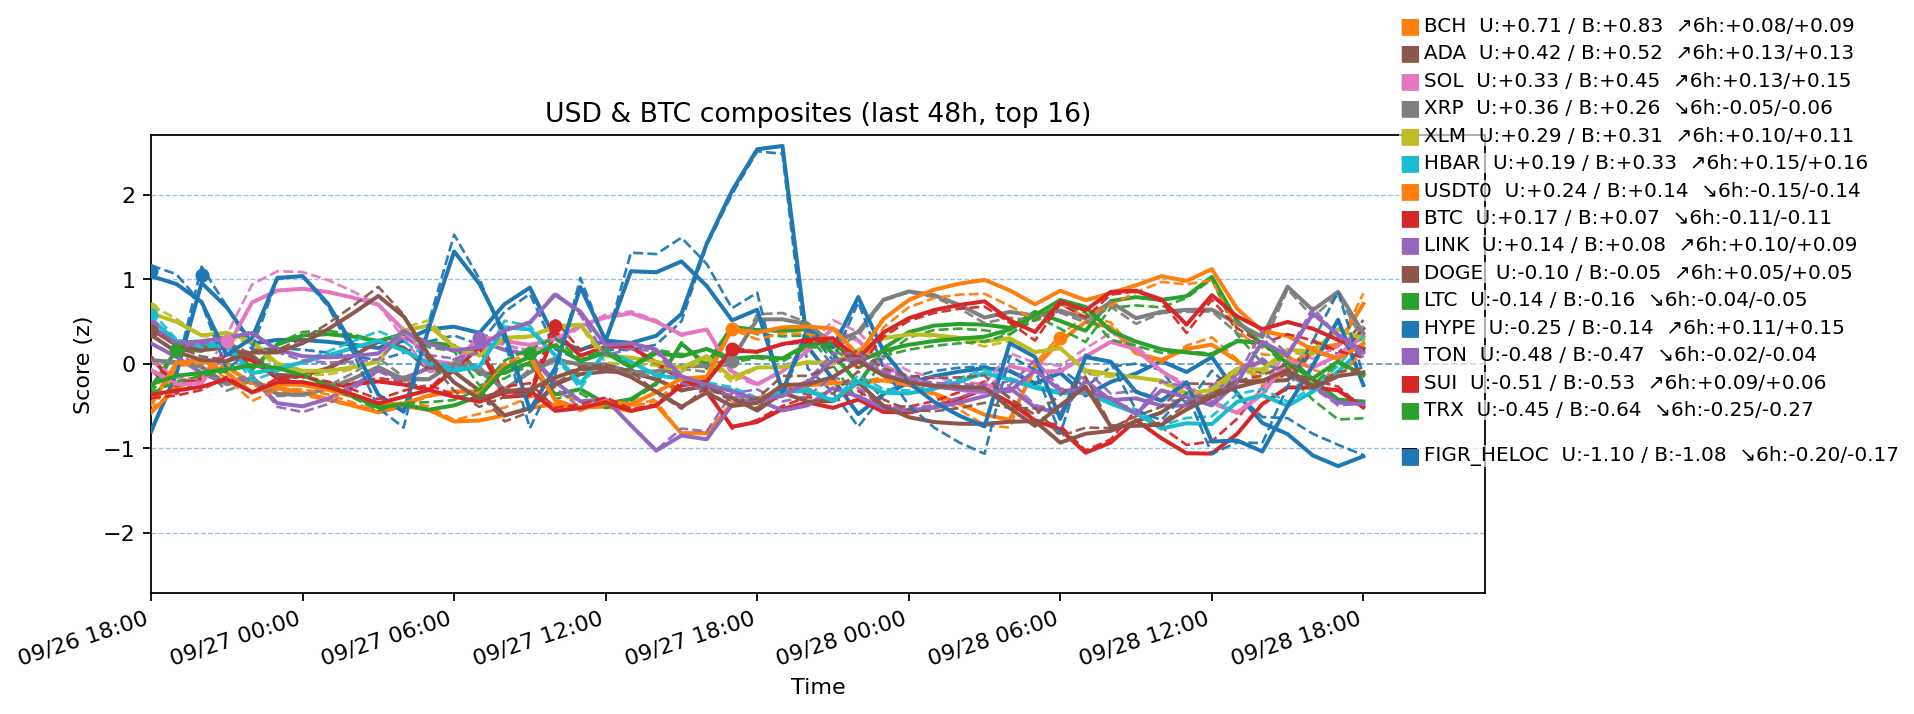 BCH U:+0.71 / B:+0.83 ↗6h:+0.08/+0.09
ADA U:+0.42 / B:+0.52 ↗6h:+0.13/+0.13
SOL U:+0.33 / B:+0.45 ↗6h:+0.13/+0.15
XRP U:+0.36 / B:+0.26 ↘6h:-0.05/-0.06
XLM U:+0.29 / B:+0.31 ↗6h:+0.10/+0.11
HBAR U:+0.19 / B:+0.33 ↗6h:+0.15/+0.16
USDT0 U:+0.24 / B:+0.14 ↘6h:-0.15/-0.14
BTC U:+0.17 / B:+0.07 ↘6h:-0.11/-0.11
LINK U:+0.14 / B:+0.08 ↗6h:+0.10/+0.09
DOGE U:-0.10 / B:-0.05 ↗6h:+0.05/+0.05
LTC U:-0.14 / B:-0.16 ↘6h:-0.04/-0.05
HYPE U:-0.25 / B:-0.14 ↗6h:+0.11/+0.15
TON U:-0.48 / B:-0.47 ↘6h:-0.02/-0.04
SUI U:-0.51 / B:-0.53 ↗6h:+0.09/+0.06
TRX U:-0.45 / B:-0.64 ↘6h:-0.25/-0.27
FIGR_HELOC U:-1.10 / B:-1.08 ↘6h:-0.20/-0.17
USD & BTC composites (last 48h, top 16)
Score (z)
2
1
0
−1
−2
09/26 18:00
09/27 00:00
09/27 06:00
09/27 12:00
09/27 18:00
09/28 00:00
09/28 06:00
09/28 12:00
09/28 18:00
Time